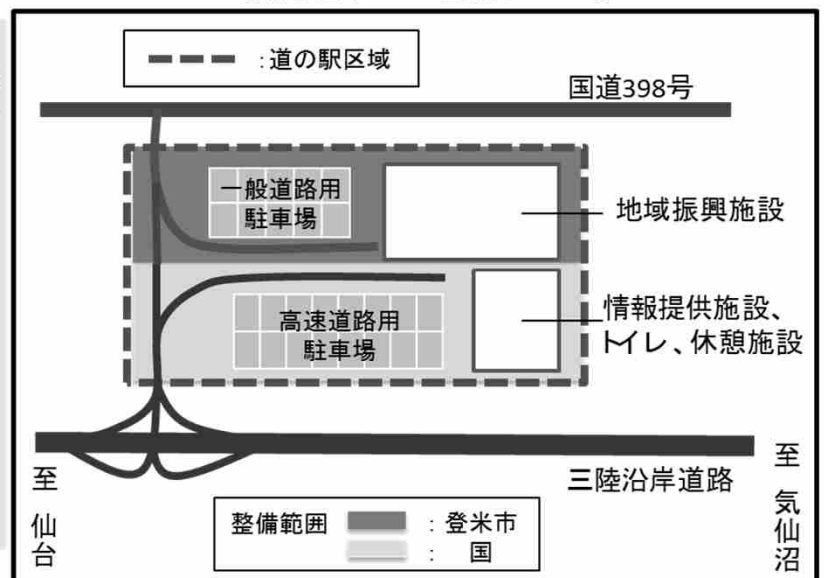 ：道の駅区域
国道398号
一般道路用
駐車場
地域振興施設
高速道路用
駐車場
情報提供施設、
トイレ、休憩施設
三陸沿岸道路
至 仙台
至 気仙沼
整備範囲 ：登米市
：国